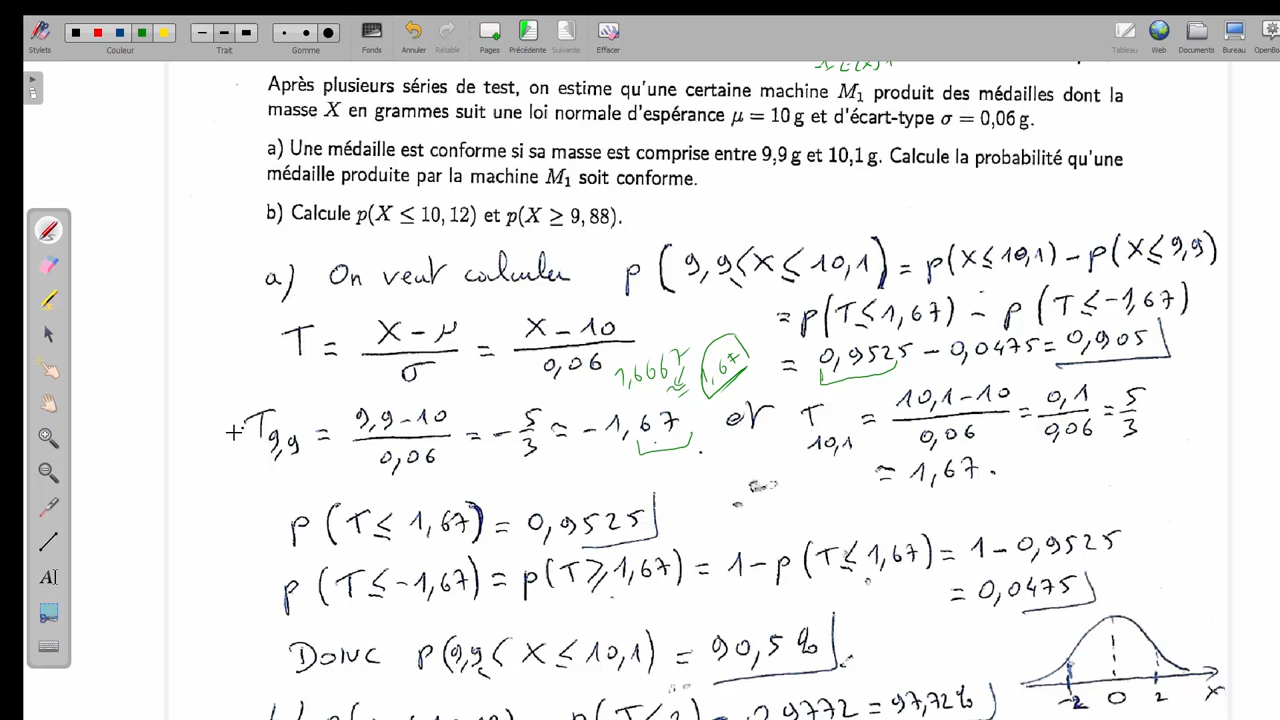 Stylets Couleur Trait Gomme Fonds Annuler Rétablir Pages Précédente Suivante Effacer Tableau Web Documents Bureau
Après plusieurs séries de test, on estime qu'une certaine machine M₁ produit des médailles dont la
masse X en grammes suit une loi normale d'espérance μ = 10 g et d'écart-type σ = 0,06 g.
a) Une médaille est conforme si sa masse est comprise entre 9,9 g et 10,1 g. Calcule la probabilité qu'une
médaille produite par la machine M₁ soit conforme.
b) Calcule p(X ≤ 10, 12) et p(X ≥ 9, 88).
a) On veut calculer p(9,9 ≤ X ≤ 10,1) = p(X ≤ 10,1) - p(X ≤ 9,9)
= p(T ≤ 1,67) - p(T ≤ -1,67)
T = (X - μ)/σ = (X - 10)/0,06
1,6667 ≈ 1,67
= 0,9525 - 0,0475 = 0,905
+ T9,9 = (9,9 - 10)/0,06 = -5/3 ≈ -1,67 et T10,1 = (10,1 - 10)/0,06 = 0,1/0,06 = 5/3
≈ 1,67.
p(T ≤ 1,67) = 0,9525
p(T ≤ -1,67) = p(T ≥ 1,67) = 1 - p(T ≤ 1,67) = 1 - 0,9525
= 0,0475
Donc p(9,9 ≤ X ≤ 10,1) = 90,5 %
-2 0 2 X
p(T ≤ 2) = 0,9772 = 97,72%